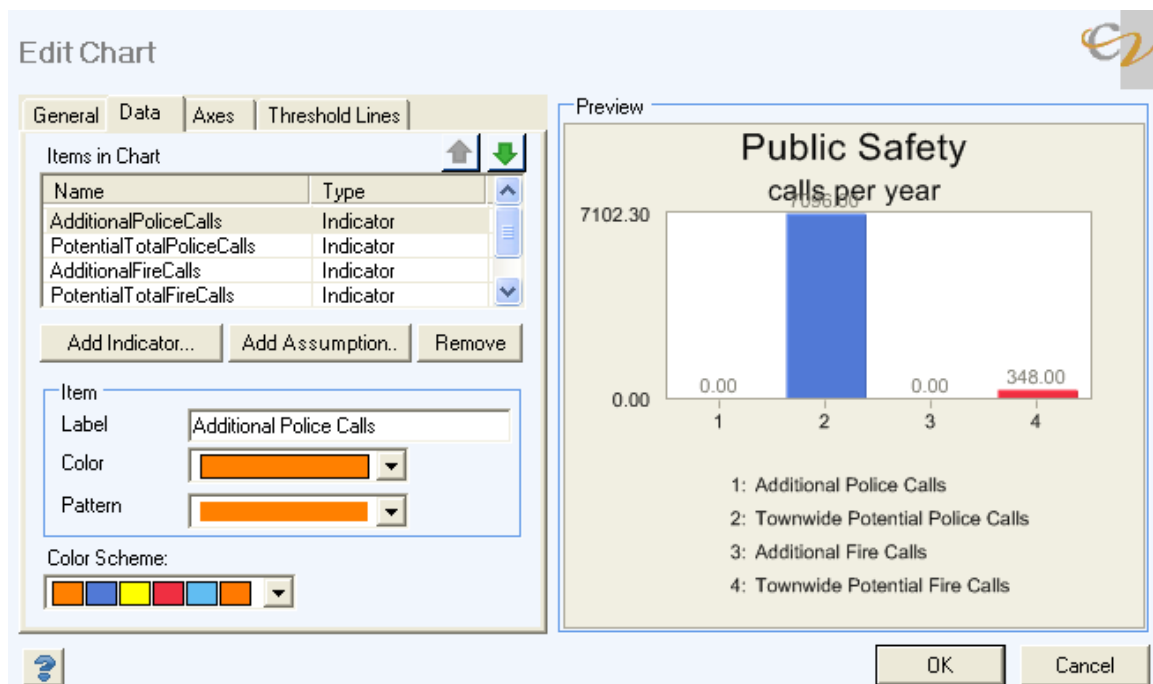 Edit Chart
General Data Axes Threshold Lines
Items in Chart
Name Type
AdditionalPoliceCalls Indicator
PotentialTotalPoliceCalls Indicator
AdditionalFireCalls Indicator
PotentialTotalFireCalls Indicator
Add Indicator... Add Assumption.. Remove
Item
Label Additional Police Calls
Color
Pattern
Color Scheme:
Preview
Public Safety
calls per year
7096.00
7102.30
0.00 0.00 348.00
0.00
1 2 3 4
1: Additional Police Calls
2: Townwide Potential Police Calls
3: Additional Fire Calls
4: Townwide Potential Fire Calls
?
OK Cancel